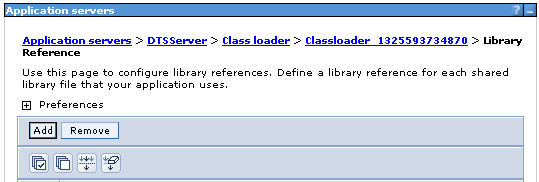 Application servers ? _
Application servers > DTSServer > Class loader > Classloader_1325593734870 > Library
Reference
Use this page to configure library references. Define a library reference for each shared
library file that your application uses.
+ Preferences
Add Remove